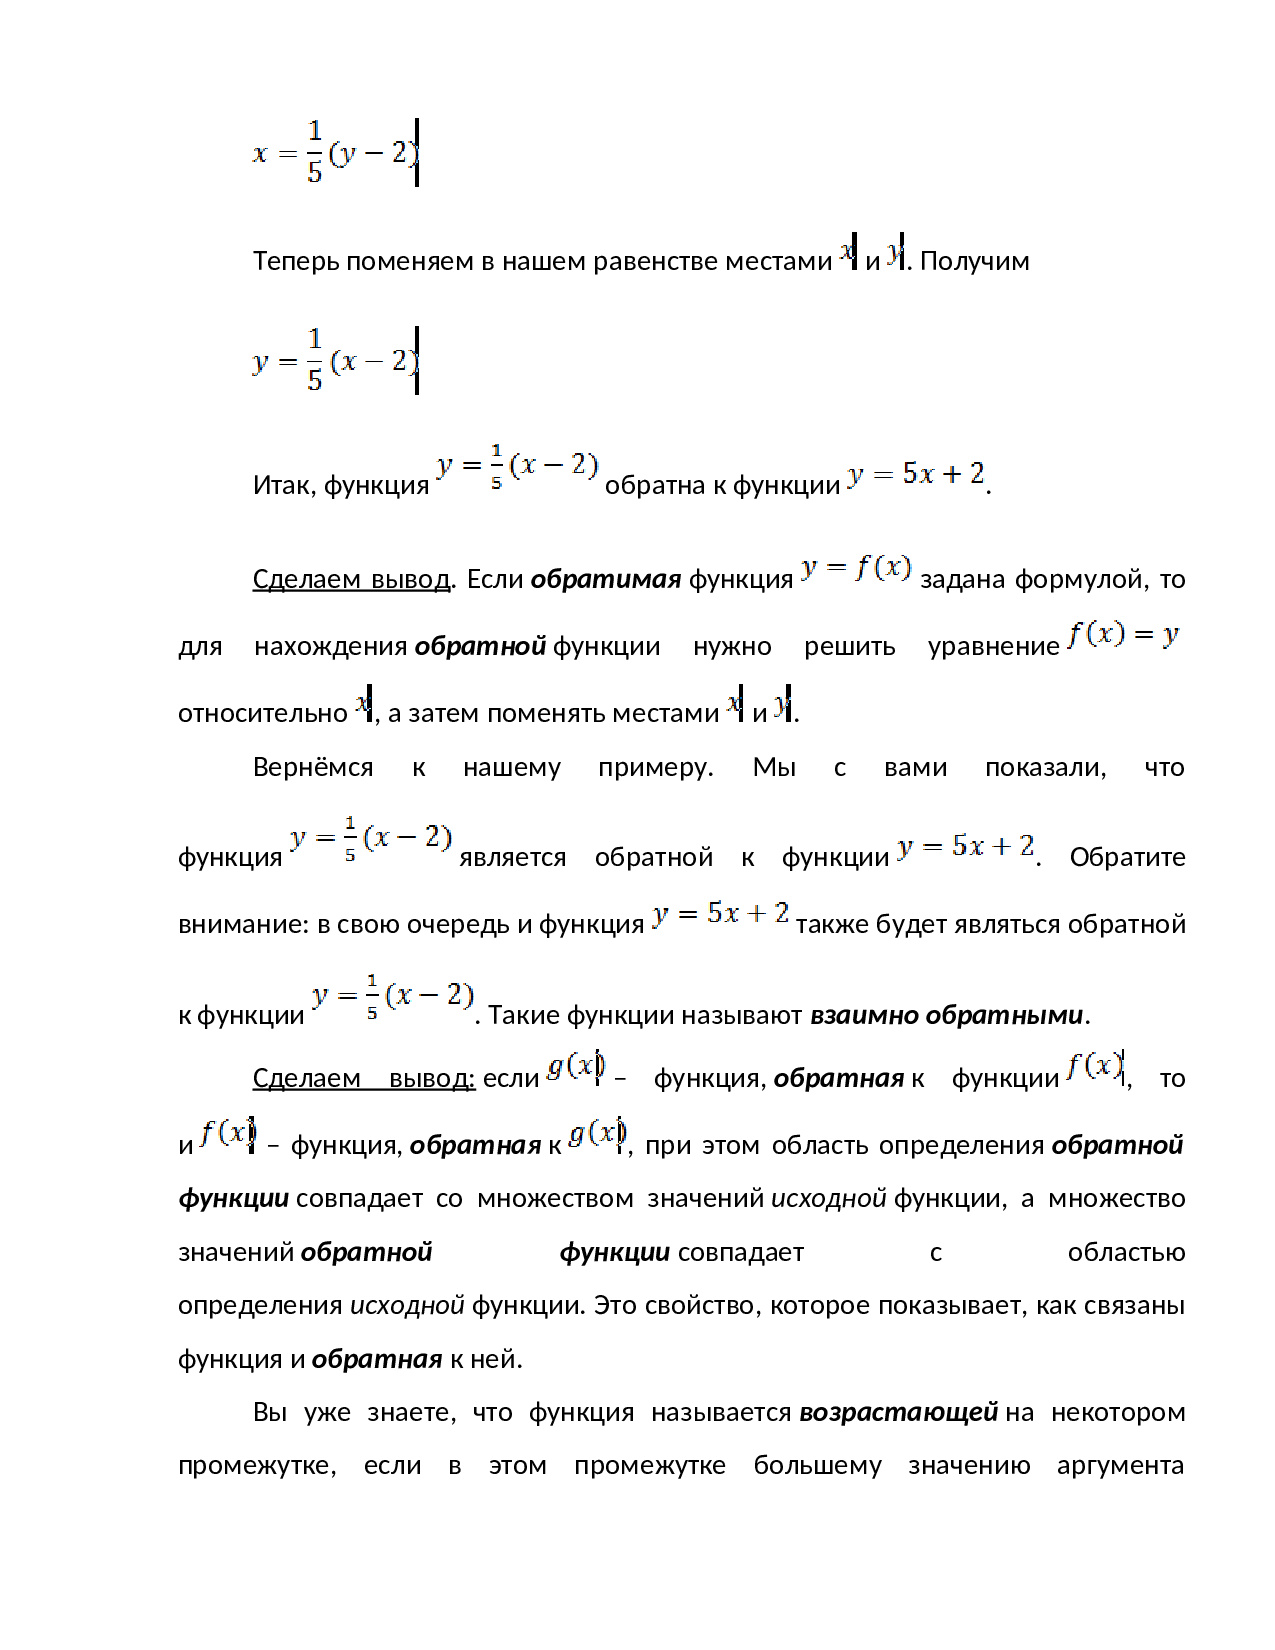 x = 1/5 (y − 2)
Теперь поменяем в нашем равенстве местами x и y. Получим
y = 1/5 (x − 2)
Итак, функция y = 1/5 (x − 2) обратна к функции y = 5x + 2.
Сделаем вывод. Если обратимая функция y = f(x) задана формулой, то
для нахождения обратной функции нужно решить уравнение f(x) = y
относительно x, а затем поменять местами x и y.
Вернёмся к нашему примеру. Мы с вами показали, что
функция y = 1/5 (x − 2) является обратной к функции y = 5x + 2. Обратите
внимание: в свою очередь и функция y = 5x + 2 также будет являться обратной
к функции y = 1/5 (x − 2). Такие функции называют взаимно обратными.
Сделаем вывод: если g(x) – функция, обратная к функции f(x), то
и f(x) – функция, обратная к g(x), при этом область определения обратной
функции совпадает со множеством значений исходной функции, а множество
значений обратной функции совпадает с областью
определения исходной функции. Это свойство, которое показывает, как связаны
функция и обратная к ней.
Вы уже знаете, что функция называется возрастающей на некотором
промежутке, если в этом промежутке большему значению аргумента